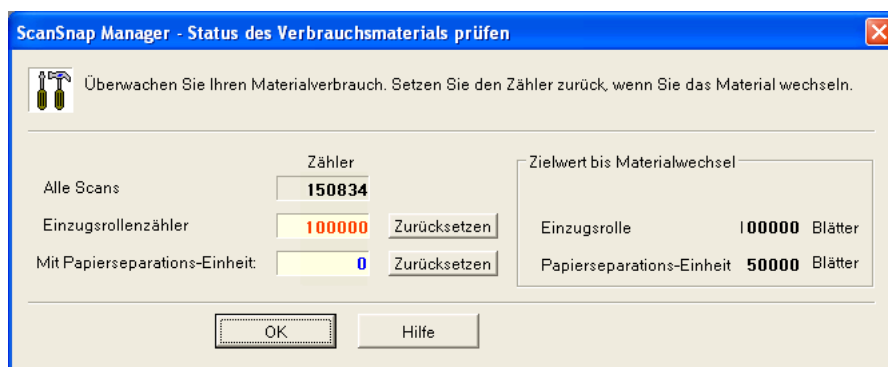 ScanSnap Manager - Status des Verbrauchsmaterials prüfen
Überwachen Sie Ihren Materialverbrauch. Setzen Sie den Zähler zurück, wenn Sie das Material wechseln.
Zähler
Alle Scans 150834
Einzugsrollenzähler 100000 Zurücksetzen
Mit Papierseparations-Einheit: 0 Zurücksetzen
Zielwert bis Materialwechsel
Einzugsrolle 100000 Blätter
Papierseparations-Einheit 50000 Blätter
OK Hilfe